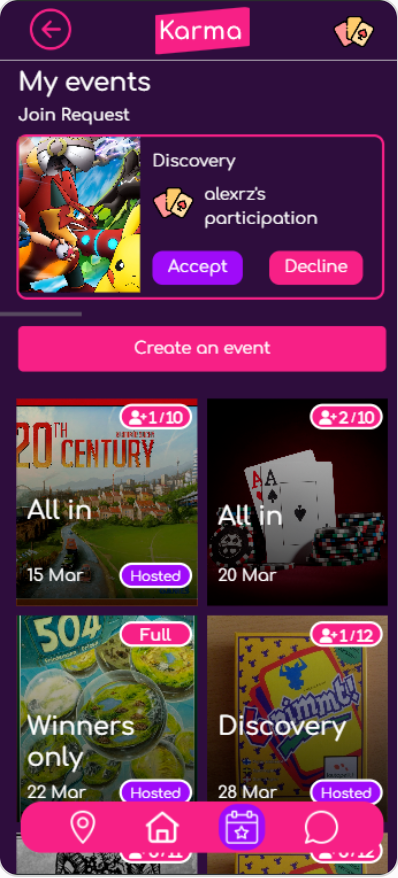 Karma
My events
Join Request
Discovery
alexrz's
participation
Accept
Decline
Create an event
+1/10
20TH
CENTURY
All in
15 Mar
Hosted
+2/10
A A
All in
20 Mar
Full
504
Winners
only
22 Mar
Hosted
+1/12
6 nimmt!
Discovery
28 Mar
Hosted